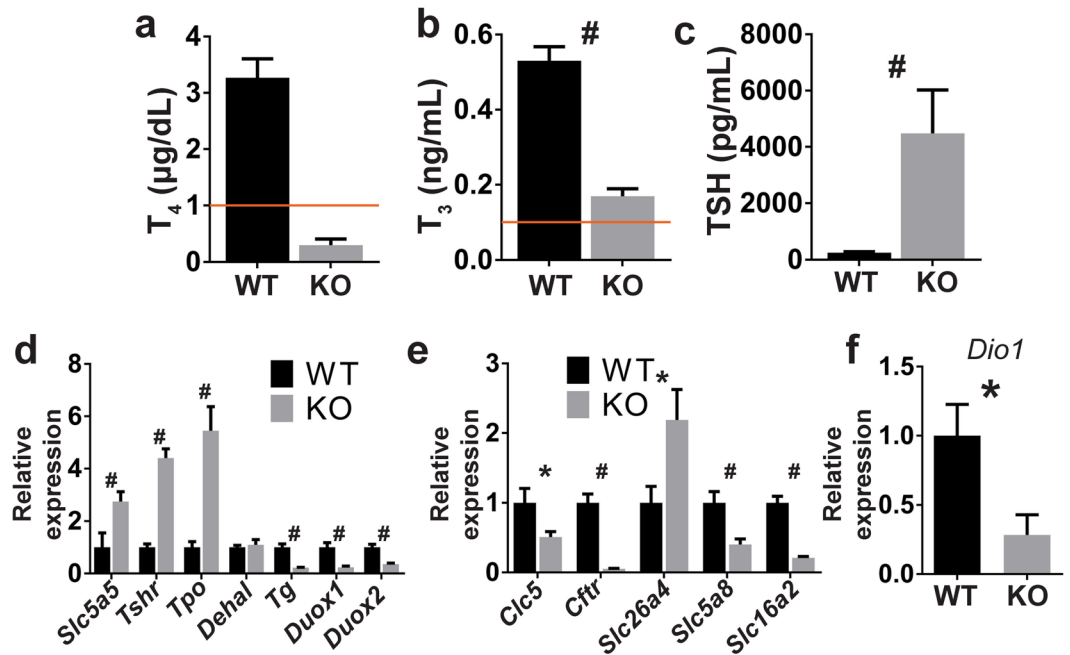 a
T4 (µg/dL)
4
3
2
1
0
WT KO
b
#
T3 (ng/mL)
0.6
0.4
0.2
0.0
WT KO
c
#
TSH (pg/mL)
8000
6000
4000
2000
0
WT KO
d
WT
KO
Relative
expression
8
6
4
2
0
# # # # # #
Slc5a5 Tshr Tpo Dehal Tg Duox1 Duox2
e
WT
KO
Relative
expression
3
2
1
0
* # * # #
Clc5 Cftr Slc26a4 Slc5a8 Slc16a2
f
Dio1
*
Relative
expression
1.5
1.0
0.5
0.0
WT KO